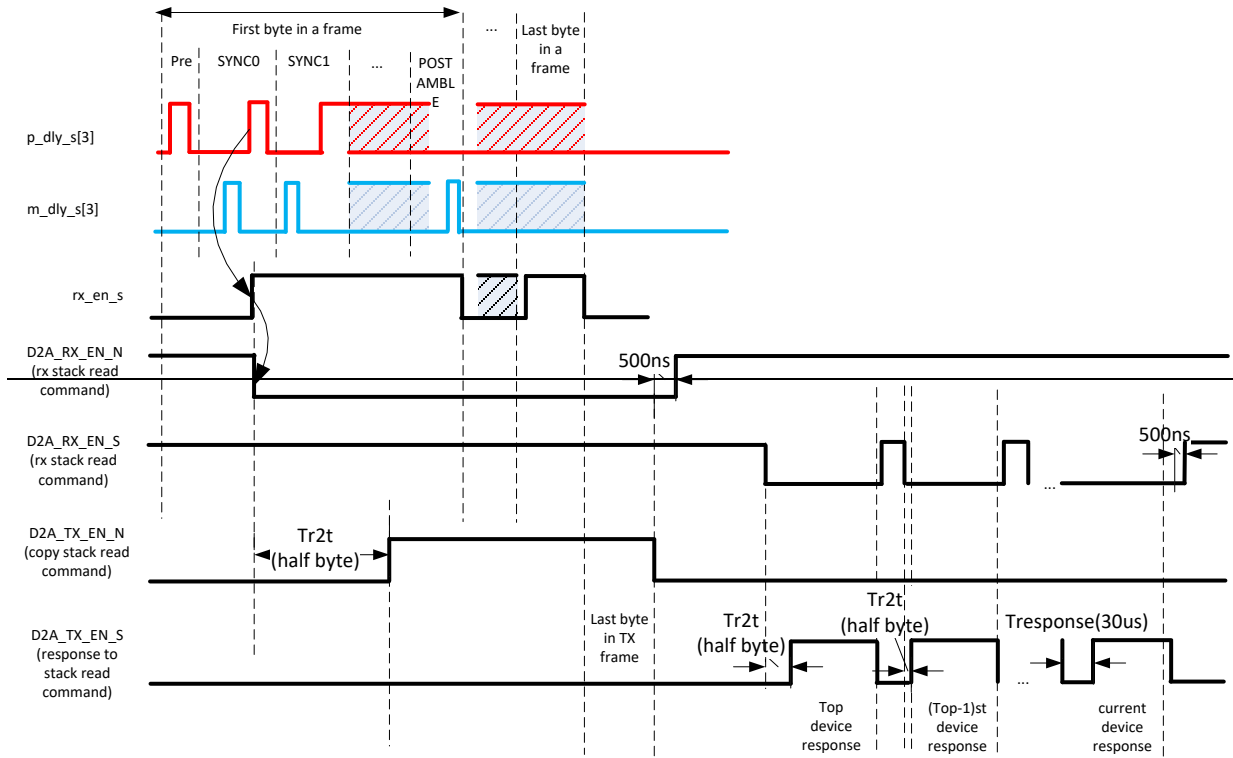 First byte in a frame
...
Last byte
in a
frame
Pre
SYNC0
SYNC1
...
POST
AMBL
E
p_dly_s[3]
m_dly_s[3]
rx_en_s
D2A_RX_EN_N
(rx stack read
command)
500ns
D2A_RX_EN_S
(rx stack read
command)
500ns
...
D2A_TX_EN_N
(copy stack read
command)
Tr2t
(half byte)
Last byte
in TX
frame
D2A_TX_EN_S
(response to
stack read
command)
Tr2t
(half byte)
Tr2t
(half byte)
Tresponse(30us)
...
Top
device
response
(Top-1)st
device
response
current
device
response